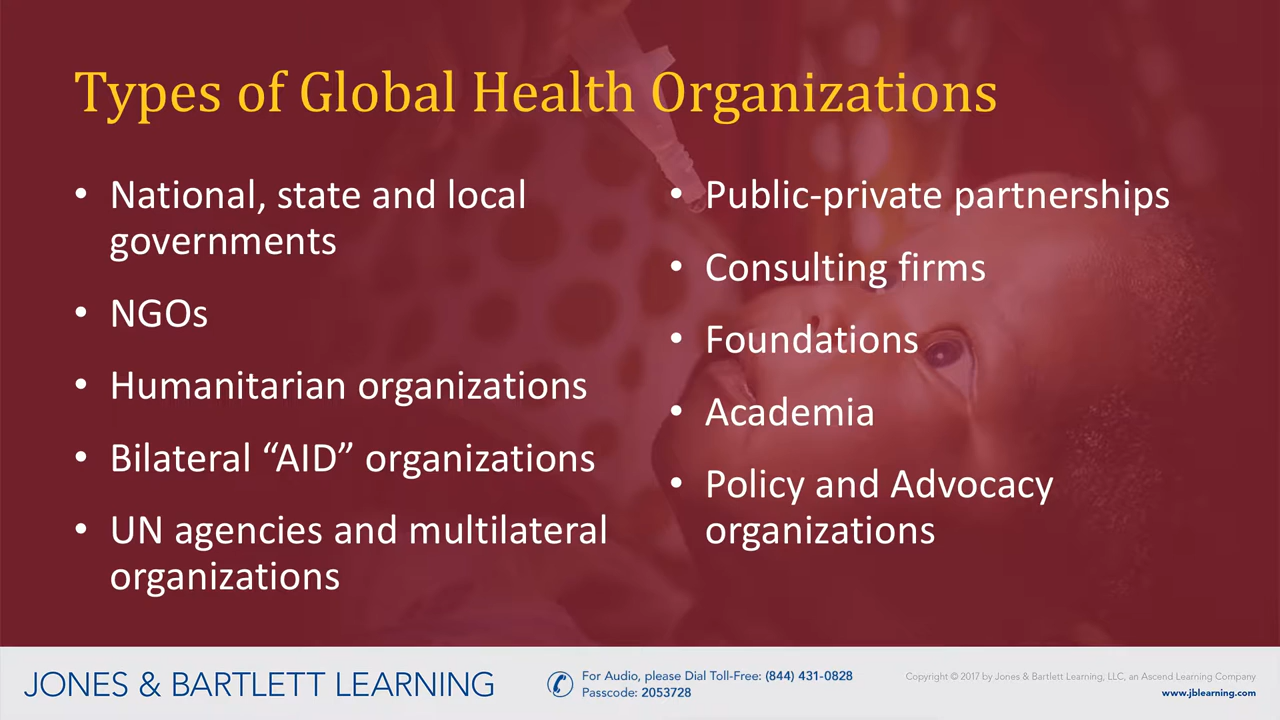 Types of Global Health Organizations
• National, state and local
governments
• NGOs
• Humanitarian organizations
• Bilateral “AID” organizations
• UN agencies and multilateral
organizations
• Public-private partnerships
• Consulting firms
• Foundations
• Academia
• Policy and Advocacy
organizations
JONES & BARTLETT LEARNING
For Audio, please Dial Toll-Free: (844) 431-0828
Passcode: 2053728
Copyright © 2017 by Jones & Bartlett Learning, LLC, an Ascend Learning Company
www.jblearning.com